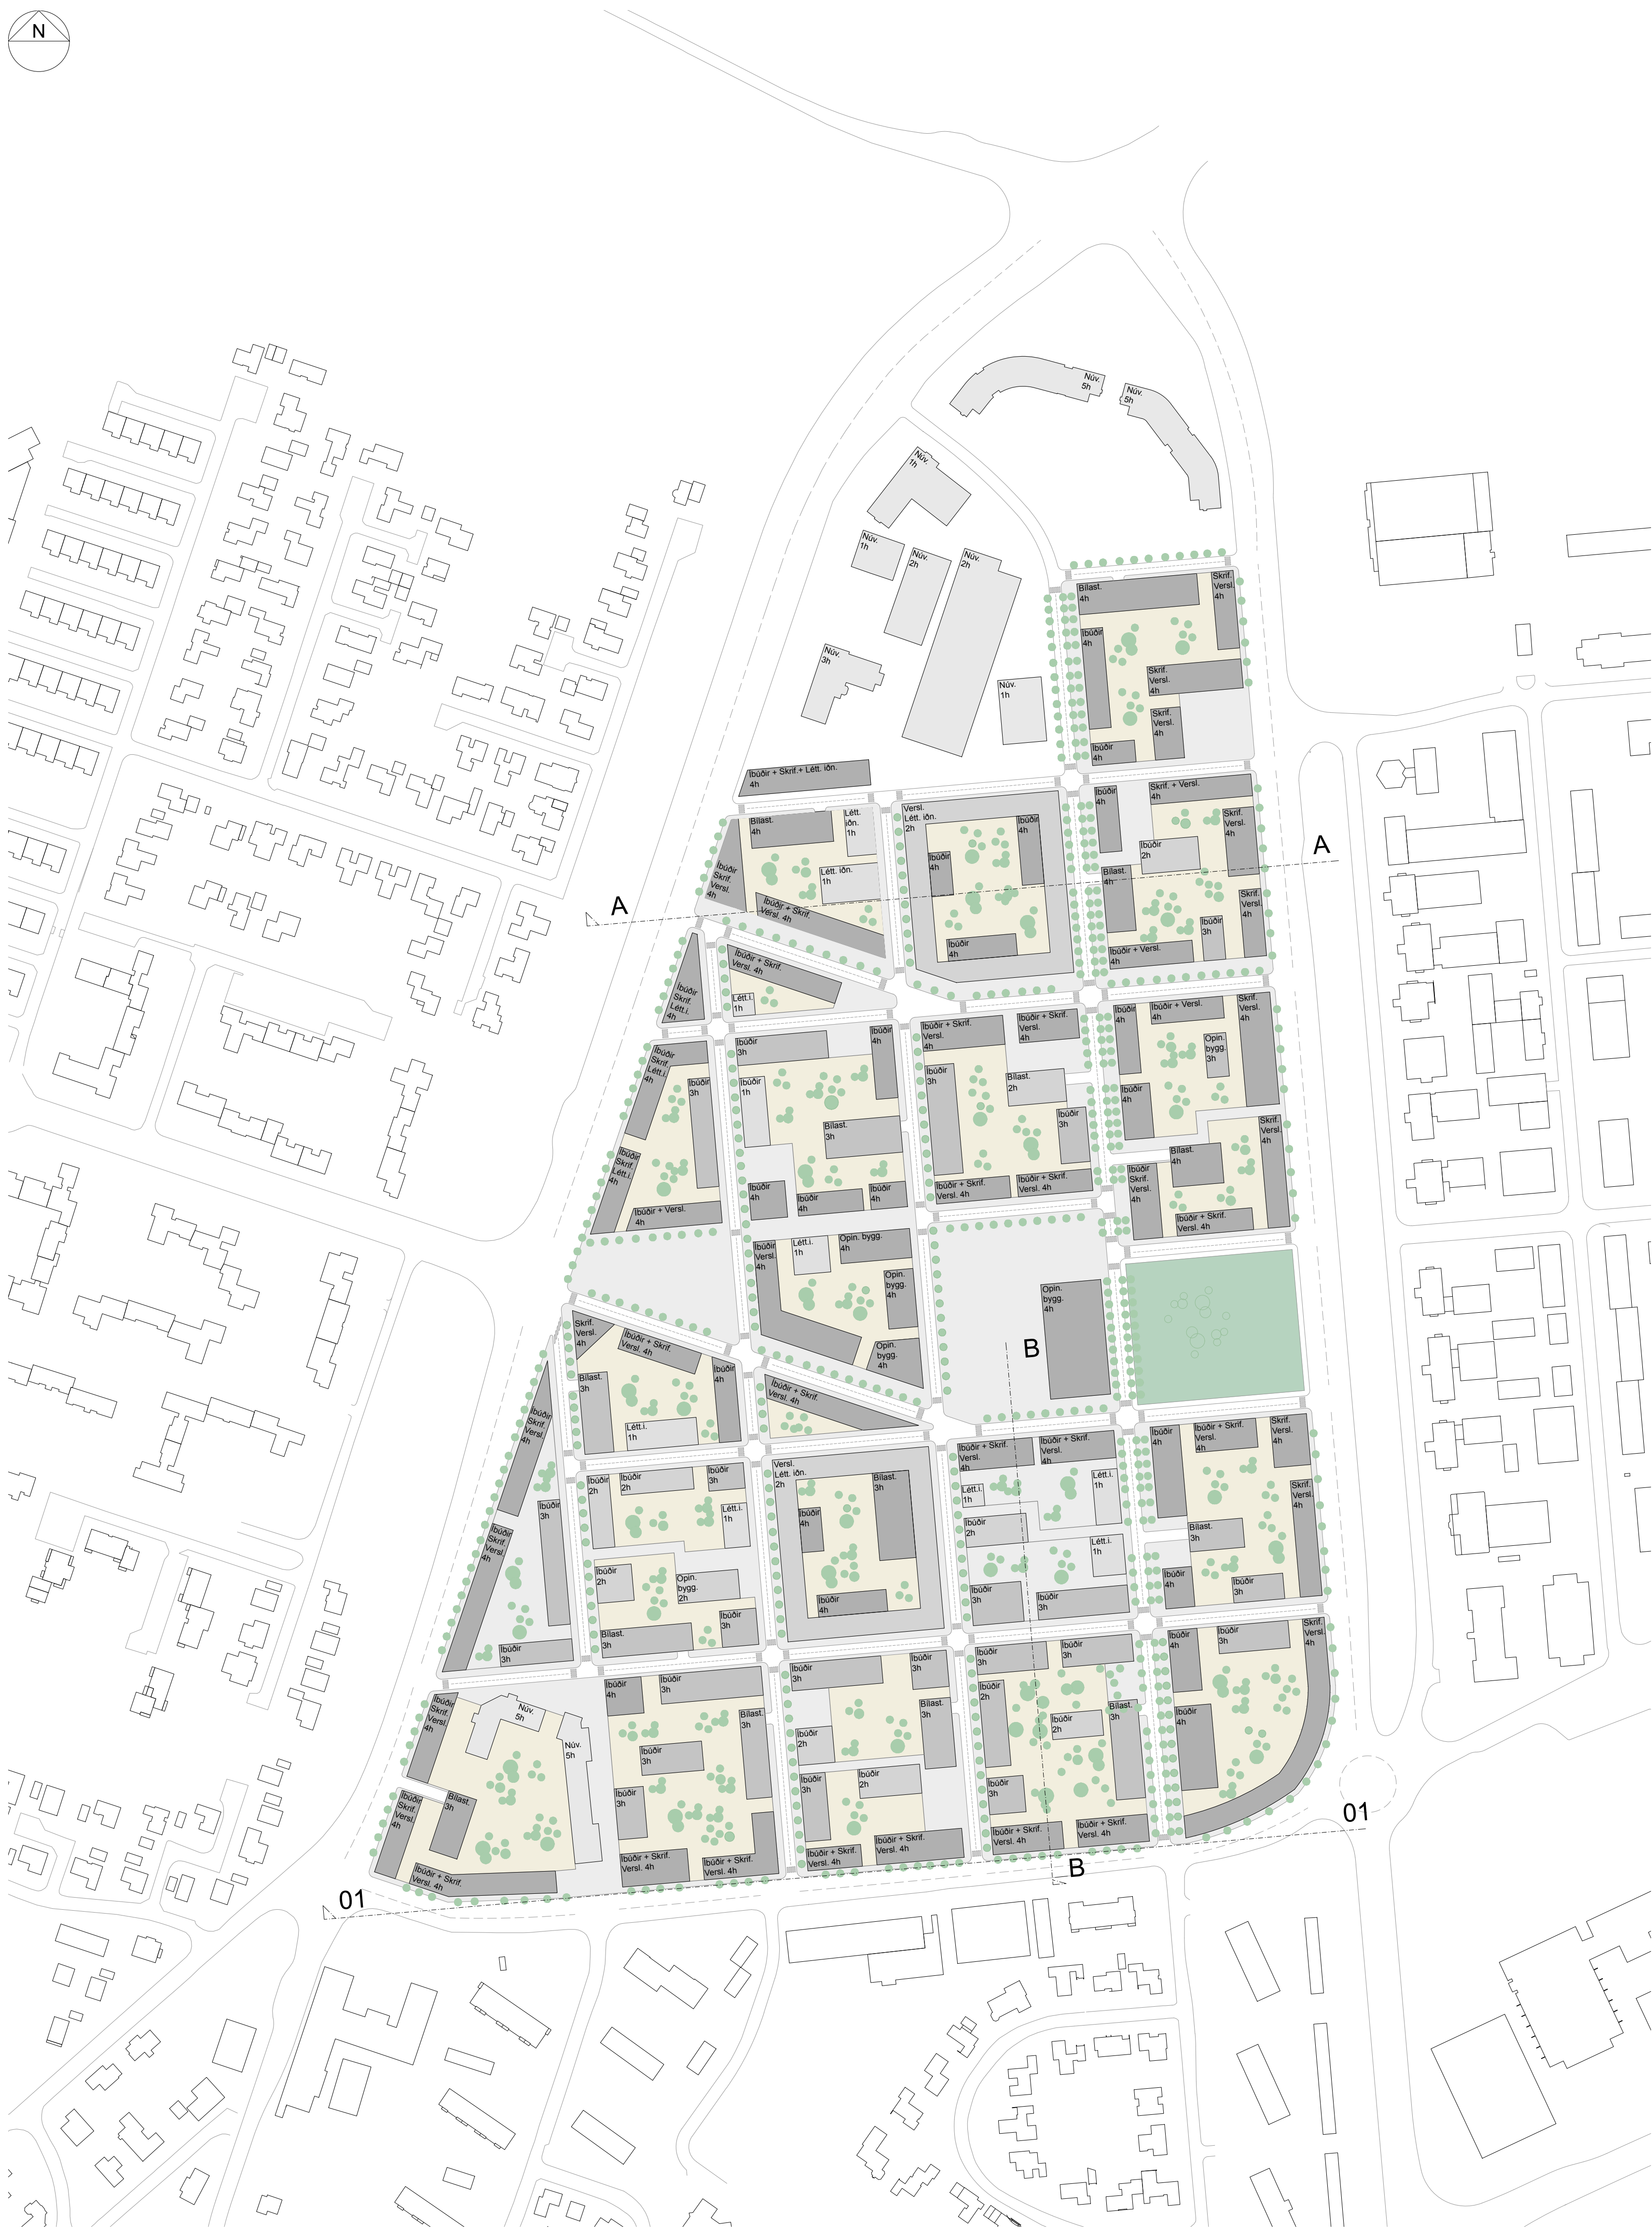 N
Núv.
5h
Núv.
5h
Núv.
1h
Núv.
1h
Núv.
2h
Núv.
2h
Núv.
3h
Núv.
1h
Bílast.
4h
Skrif.
Versl.
4h
Íbúðir
4h
Skrif.
Versl.
4h
Skrif.
Versl.
4h
Íbúðir
4h
Íbúðir + Skrif.+ Létt. iðn.
4h
Bílast.
4h
Létt.
iðn.
1h
Létt. iðn.
1h
Íbúðir
Skrif.
Versl.
4h
Íbúðir + Skrif.
Versl. 4h
Versl.
Létt. iðn.
2h
Íbúðir
4h
Íbúðir
4h
Íbúðir
4h
Íbúðir
4h
Skrif. + Versl.
4h
Skrif.
Versl.
4h
Íbúðir
2h
Bílast.
4h
Skrif.
Versl.
4h
Íbúðir
3h
Íbúðir + Versl.
4h
A
A
Íbúðir
Skrif.
Létt.i.
4h
Íbúðir + Skrif.
Versl. 4h
Létt.i.
1h
Íbúðir
Skrif.
Létt.i.
4h
Íbúðir
3h
Íbúðir
Skrif.
Létt.i.
4h
Íbúðir + Versl.
4h
Íbúðir
3h
Íbúðir
4h
Íbúðir
1h
Bílast.
3h
Íbúðir
4h
Íbúðir
4h
Íbúðir
4h
Íbúðir + Skrif.
Versl.
4h
Íbúðir + Skrif.
Versl.
4h
Íbúðir
3h
Bílast.
2h
Íbúðir
3h
Íbúðir + Skrif.
Versl. 4h
Íbúðir + Skrif.
Versl. 4h
Íbúðir
4h
Íbúðir + Versl.
4h
Skrif.
Versl.
4h
Opin.
bygg.
3h
Íbúðir
4h
Skrif.
Versl.
4h
Bílast.
4h
Íbúðir
Skrif.
Versl.
4h
Íbúðir + Skrif.
Versl. 4h
Íbúðir
Versl.
4h
Létt.i.
1h
Opin. bygg.
4h
Opin.
bygg.
4h
Opin.
bygg.
4h
Opin.
bygg.
4h
B
Skrif.
Versl.
4h
Íbúðir + Skrif.
Versl. 4h
Íbúðir
4h
Bílast.
3h
Létt.i.
1h
Íbúðir + Skrif.
Versl. 4h
Íbúðir
Skrif.
Versl.
4h
Íbúðir
3h
Íbúðir
Skrif.
Versl.
4h
Íbúðir
3h
Íbúðir
2h
Íbúðir
2h
Íbúðir
3h
Létt.i.
1h
Íbúðir
2h
Opin.
bygg.
2h
Íbúðir
3h
Bílast.
3h
Versl.
Létt. iðn.
2h
Bílast.
3h
Íbúðir
4h
Íbúðir
4h
Íbúðir + Skrif.
Versl.
4h
Íbúðir + Skrif.
Versl.
4h
Létt.i.
1h
Létt.i.
1h
Íbúðir
2h
Létt.i.
1h
Íbúðir
3h
Íbúðir
3h
Íbúðir
4h
Íbúðir + Skrif.
Versl.
4h
Skrif.
Versl.
4h
Skrif.
Versl.
4h
Bílast.
3h
Íbúðir
4h
Íbúðir
3h
Íbúðir
Skrif.
Versl.
4h
Núv.
5h
Núv.
5h
Íbúðir
Skrif.
Versl.
4h
Bílast.
3h
Íbúðir + Skrif.
Versl. 4h
Íbúðir
4h
Íbúðir
3h
Bílast.
3h
Íbúðir
3h
Íbúðir
3h
Íbúðir + Skrif.
Versl. 4h
Íbúðir + Skrif.
Versl. 4h
Íbúðir
3h
Íbúðir
3h
Bílast.
3h
Íbúðir
2h
Íbúðir
3h
Íbúðir
2h
Íbúðir + Skrif.
Versl. 4h
Íbúðir + Skrif.
Versl. 4h
Íbúðir
3h
Íbúðir
3h
Íbúðir
2h
Íbúðir
2h
Bílast.
3h
Íbúðir
3h
Íbúðir + Skrif.
Versl. 4h
Íbúðir + Skrif.
Versl. 4h
Íbúðir
4h
Íbúðir
3h
Skrif.
Versl.
4h
Íbúðir
4h
01
B
01